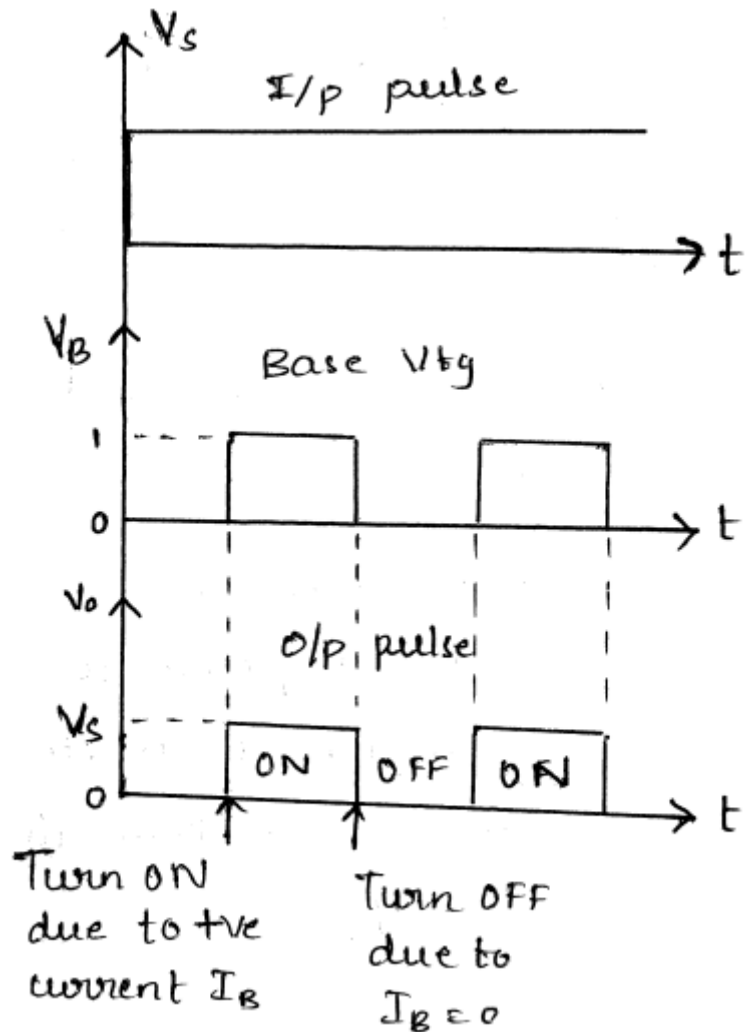 Vs
I/p pulse
t
VB
Base Vtg
1
0
t
Vo
O/p pulse
Vs
ON OFF ON
0
t
Turn ON
due to +ve
current IB
Turn OFF
due to
IB = 0